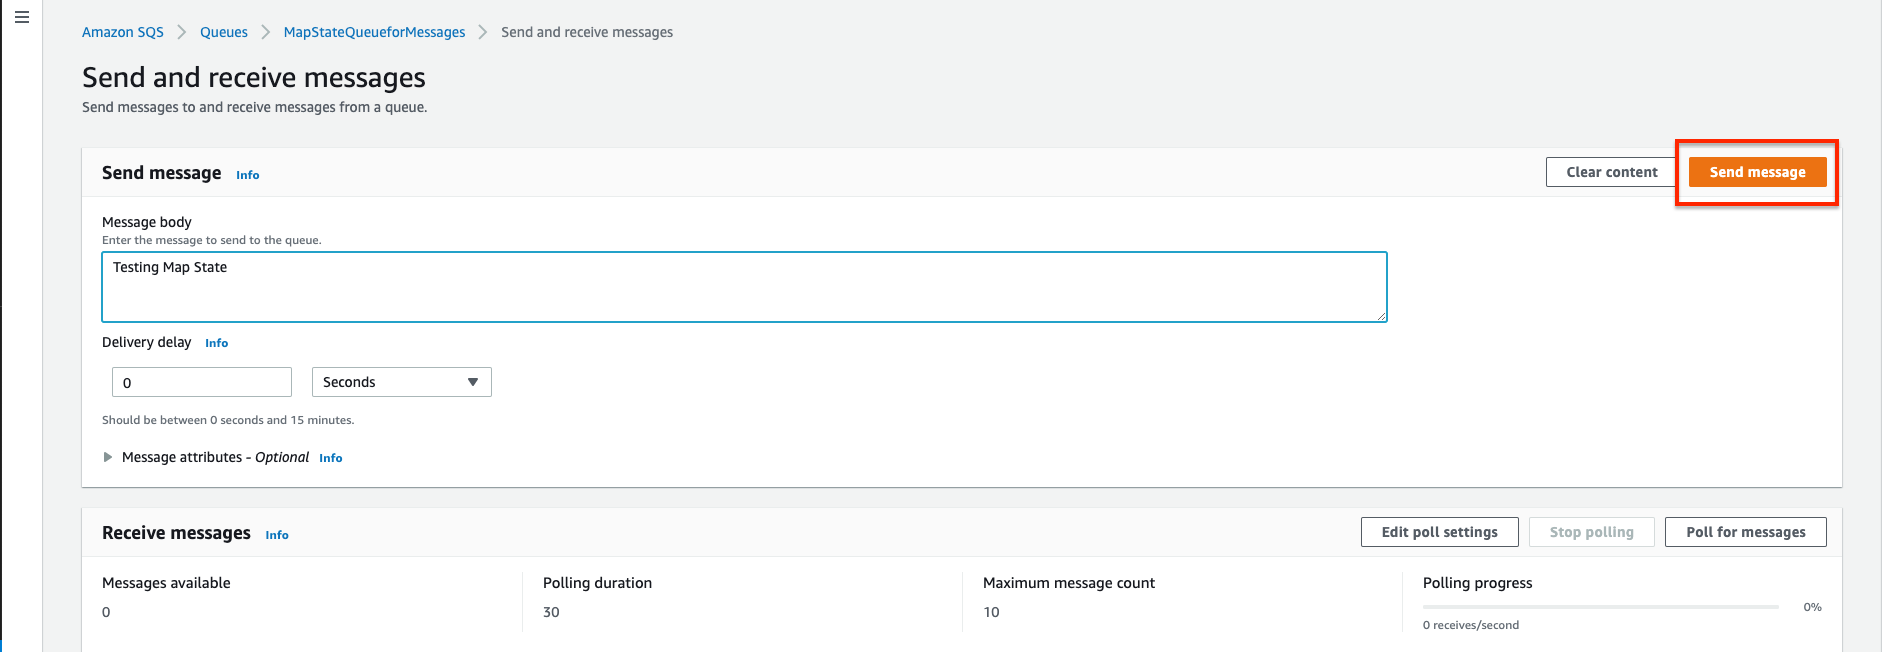 Amazon SQS > Queues > MapStateQueueforMessages > Send and receive messages
Send and receive messages
Send messages to and receive messages from a queue.
Send message Info Clear content Send message
Message body
Enter the message to send to the queue.
Testing Map State
Delivery delay Info
0 Seconds
Should be between 0 seconds and 15 minutes.
Message attributes - Optional Info
Receive messages Info Edit poll settings Stop polling Poll for messages
Messages available Polling duration Maximum message count Polling progress
0 30 10 0%
0 receives/second